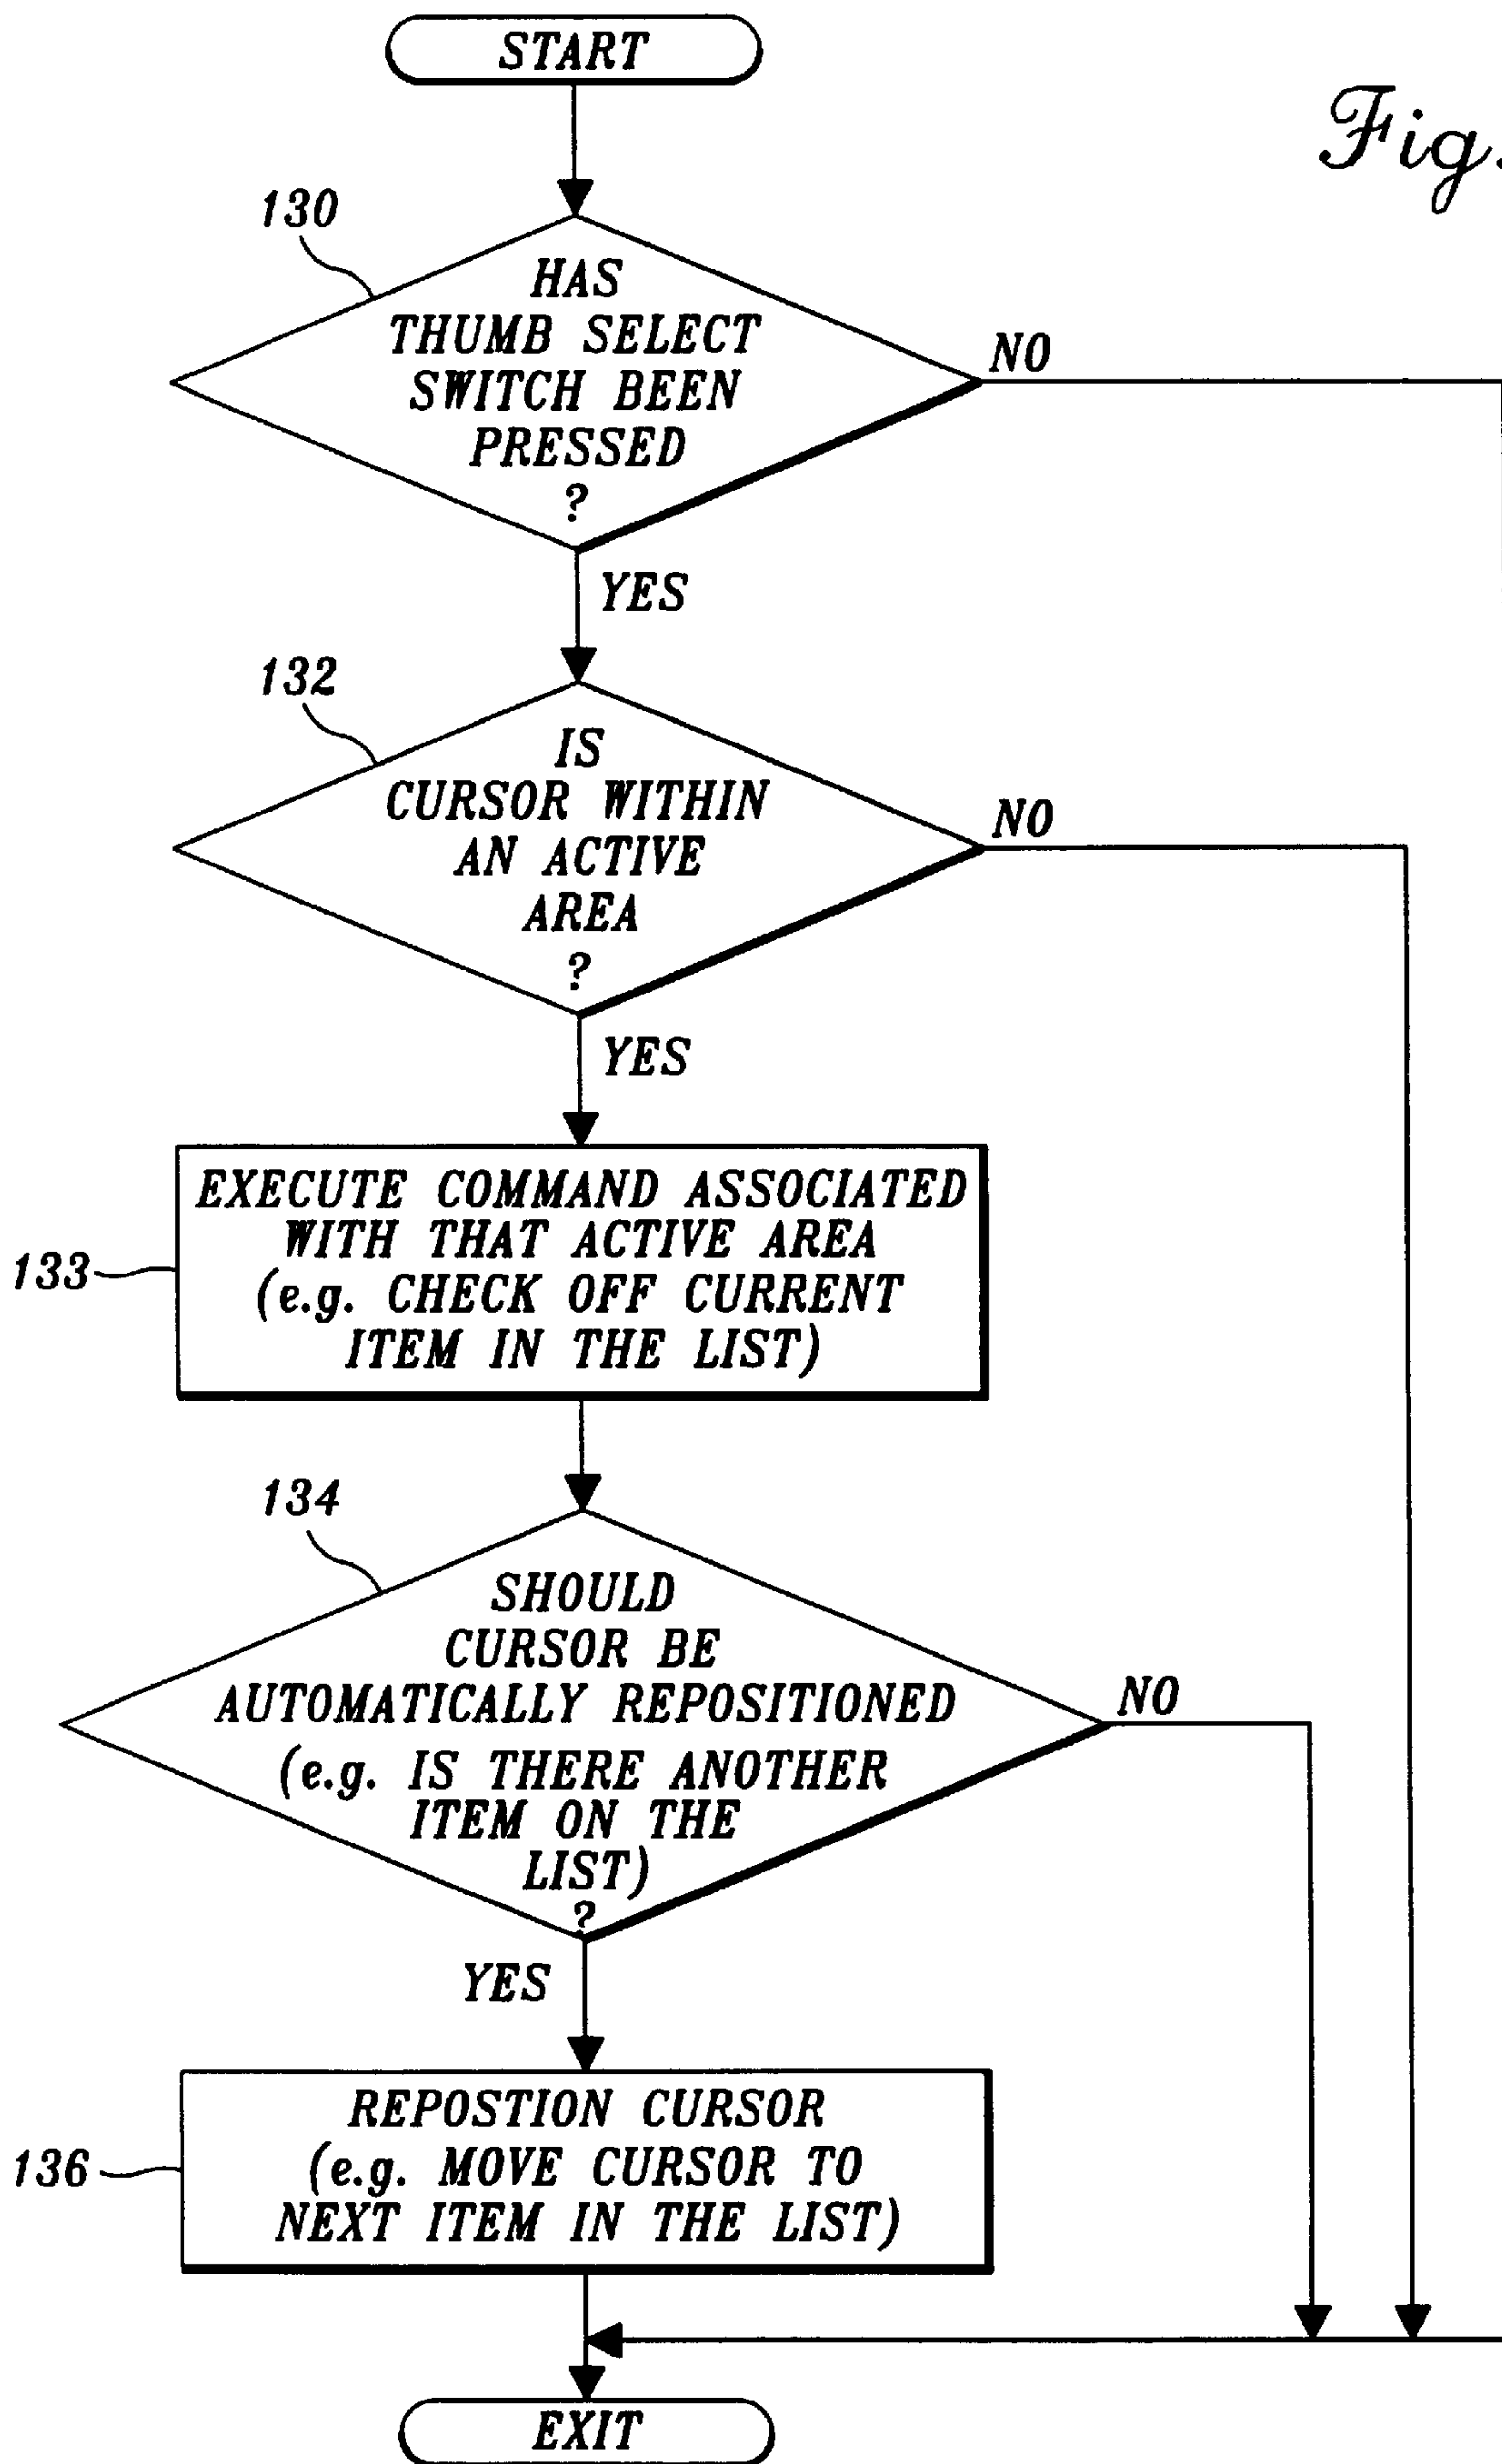 START
Fig.
130
HAS
THUMB SELECT
SWITCH BEEN
PRESSED
?
NO
YES
132
IS
CURSOR WITHIN
AN ACTIVE
AREA
?
NO
YES
133
EXECUTE COMMAND ASSOCIATED
WITH THAT ACTIVE AREA
(e.g. CHECK OFF CURRENT
ITEM IN THE LIST)
134
SHOULD
CURSOR BE
AUTOMATICALLY REPOSITIONED
(e.g. IS THERE ANOTHER
ITEM ON THE
LIST)
?
NO
YES
136
REPOSTION CURSOR
(e.g. MOVE CURSOR TO
NEXT ITEM IN THE LIST)
EXIT